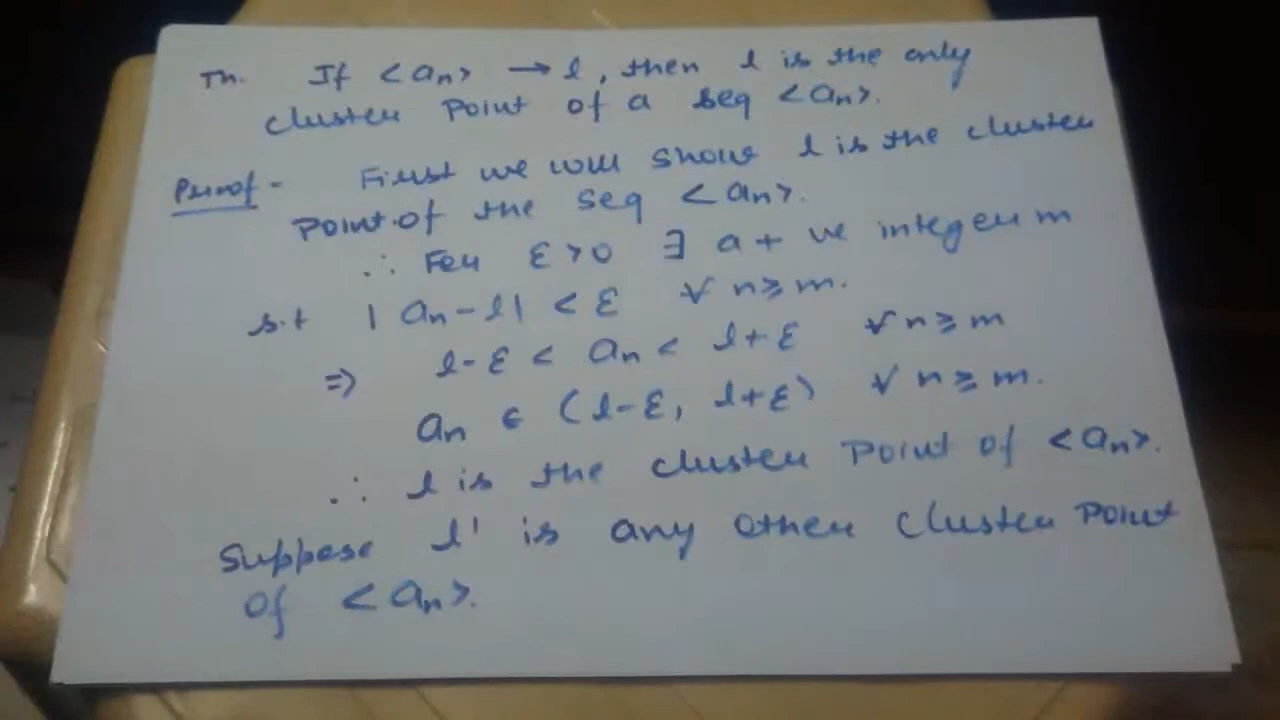 Th. If <an> → l, then l is the only
cluster point of a seq <an>.
Proof - First we will show l is the cluster
point of the seq <an>.
∴ For ε > 0 ∃ a + ve integer m
s.t | an - l | < ε ∀ n ≥ m.
⇒ l - ε < an < l + ε ∀ n ≥ m
an ∈ (l - ε, l + ε) ∀ n ≥ m.
∴ l is the cluster point of <an>.
Suppose l' is any other cluster point
of <an>.